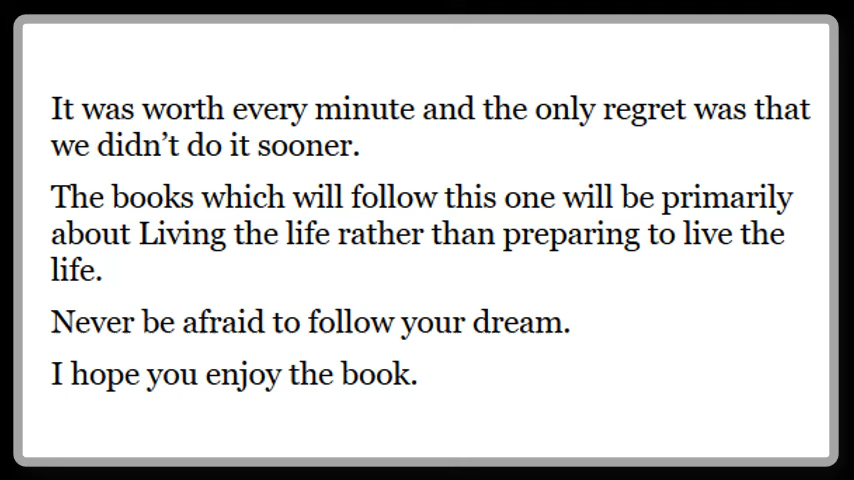 It was worth every minute and the only regret was that
we didn’t do it sooner.
The books which will follow this one will be primarily
about Living the life rather than preparing to live the
life.
Never be afraid to follow your dream.
I hope you enjoy the book.